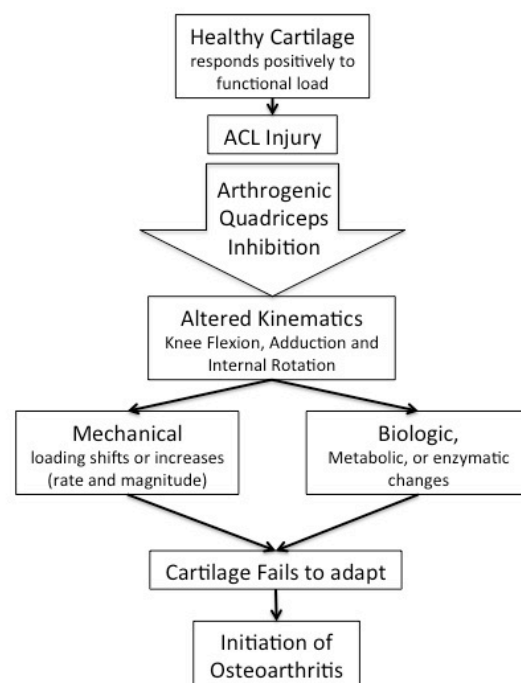 Healthy Cartilage
responds positively to
functional load
ACL Injury
Arthrogenic
Quadriceps
Inhibition
Altered Kinematics
Knee Flexion, Adduction and
Internal Rotation
Mechanical
loading shifts or increases
(rate and magnitude)
Biologic,
Metabolic, or enzymatic
changes
Cartilage Fails to adapt
Initiation of
Osteoarthritis